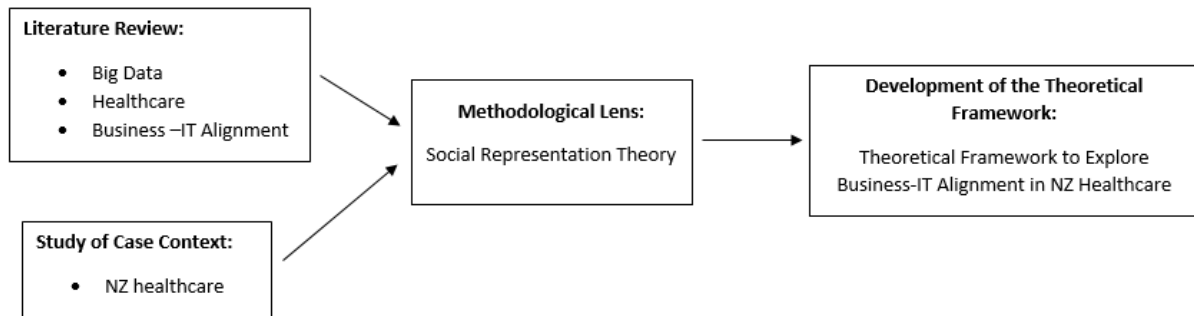 Literature Review:
• Big Data
• Healthcare
• Business –IT Alignment
Study of Case Context:
• NZ healthcare
Methodological Lens:
Social Representation Theory
Development of the Theoretical
Framework:
Theoretical Framework to Explore
Business-IT Alignment in NZ Healthcare